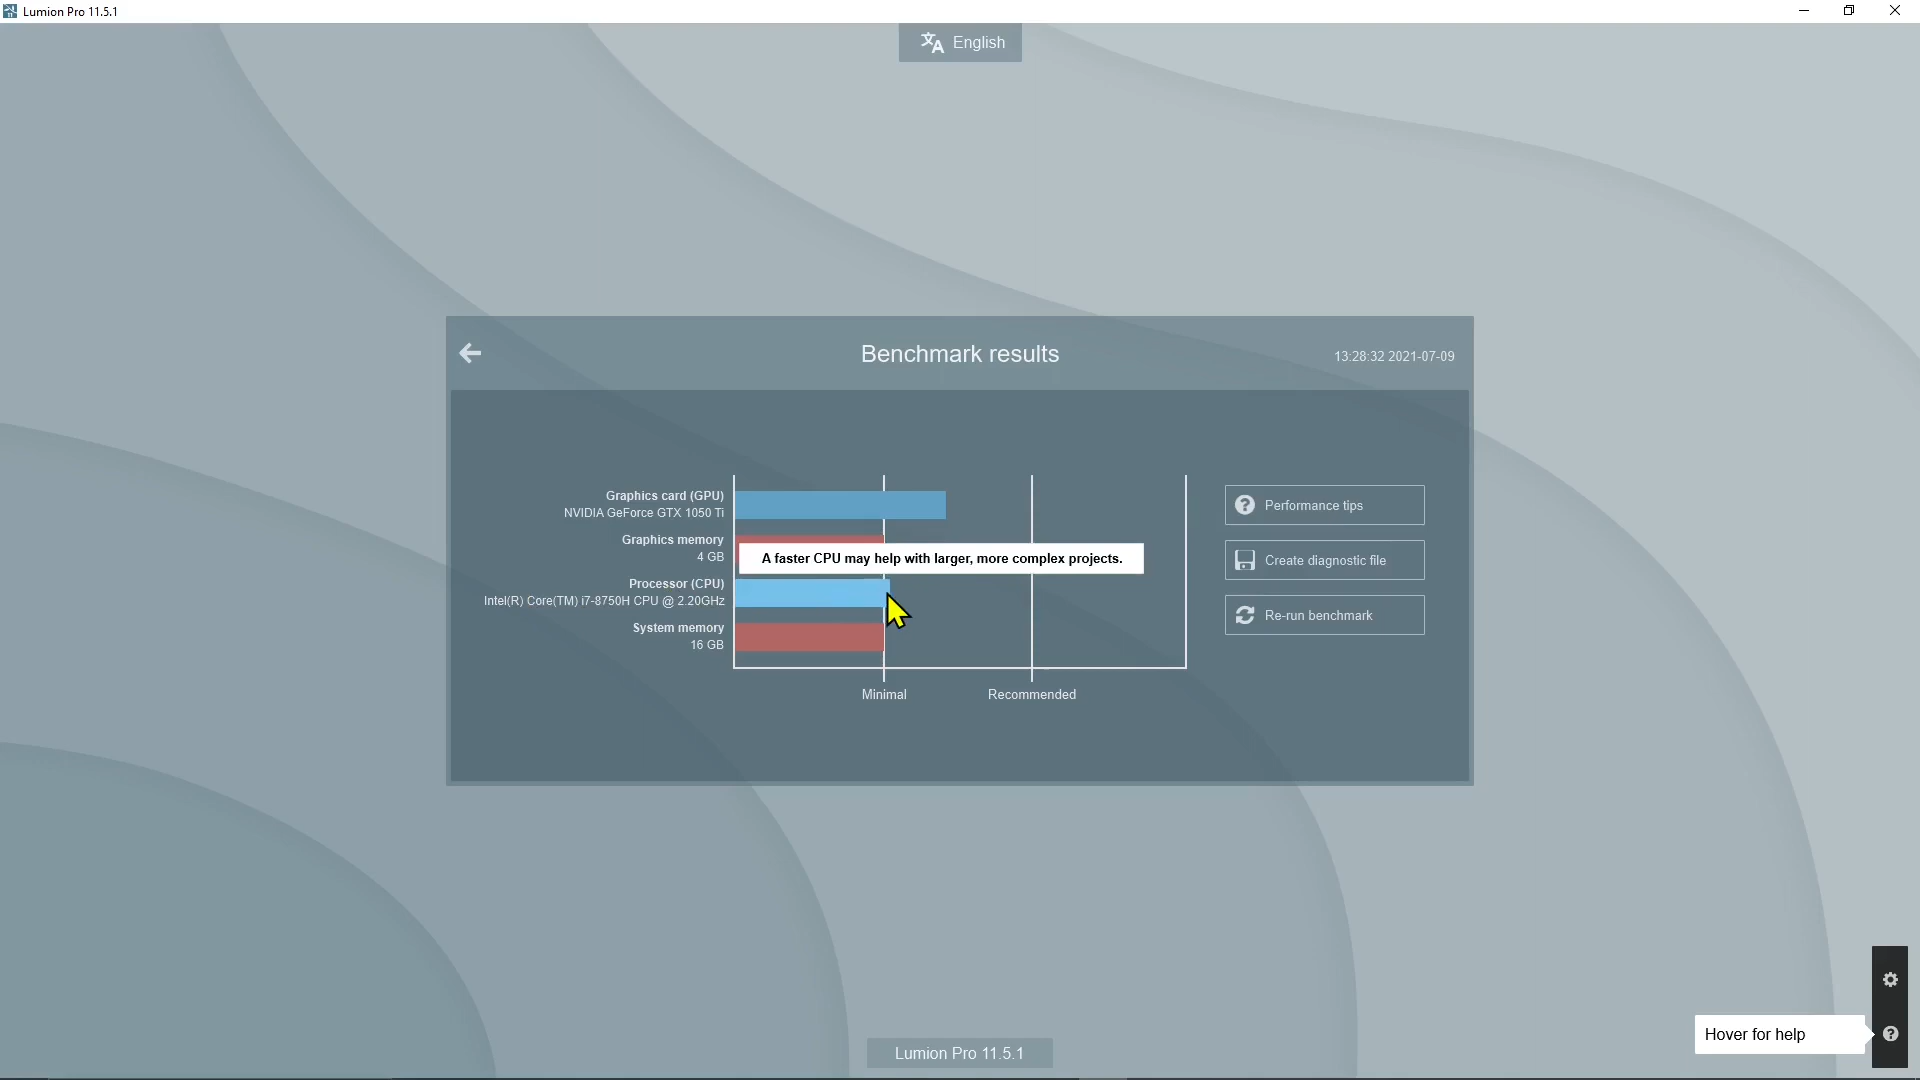 Lumion Pro 11.5.1
English
Benchmark results
13:28:32 2021-07-09
Graphics card (GPU)
NVIDIA GeForce GTX 1050 Ti
Graphics memory
4 GB
A faster CPU may help with larger, more complex projects.
Processor (CPU)
Intel(R) Core(TM) i7-8750H CPU @ 2.20GHz
System memory
16 GB
Minimal
Recommended
Performance tips
Create diagnostic file
Re-run benchmark
Hover for help
Lumion Pro 11.5.1